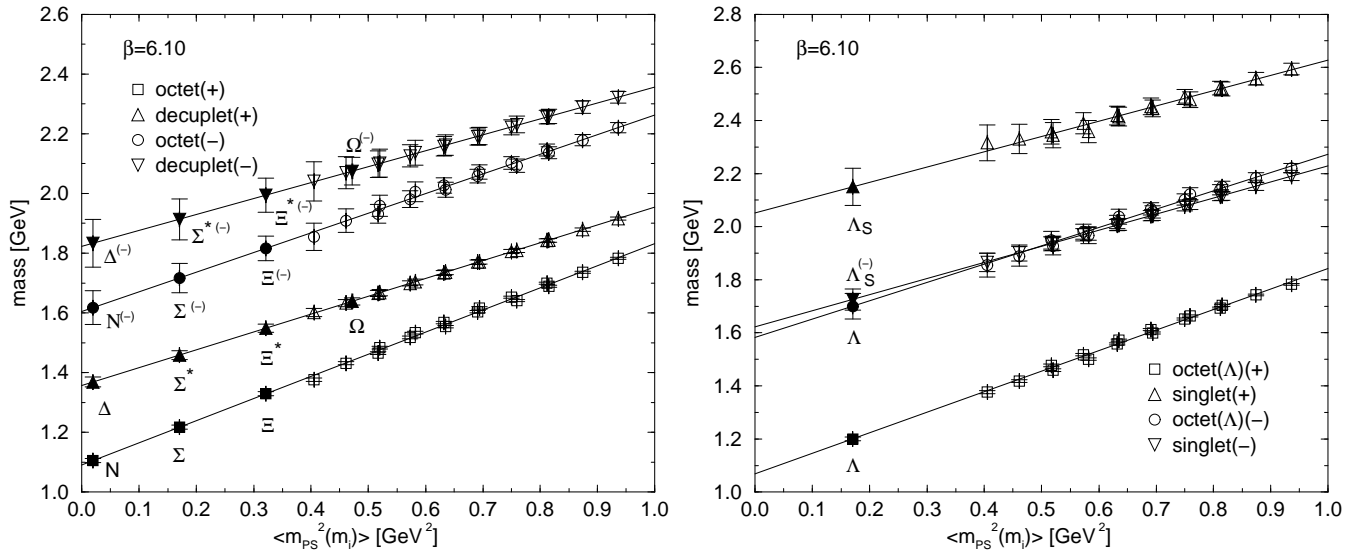 β=6.10
octet(+)
decuplet(+)
octet(−)
decuplet(−)
Ω(−)
Ξ*(−)
Σ*(−)
Δ(−)
Ξ(−)
Σ(−)
N(−)
Ω
Ξ*
Σ*
Δ
Ξ
Σ
N
mass [GeV]
2.6
2.4
2.2
2.0
1.8
1.6
1.4
1.2
1.0
0.0 0.1 0.2 0.3 0.4 0.5 0.6 0.7 0.8 0.9 1.0
<mPS2(mi)> [GeV2]
β=6.10
ΛS
ΛS(−)
Λ
Λ
octet(Λ)(+)
singlet(+)
octet(Λ)(−)
singlet(−)
mass [GeV]
2.8
2.6
2.4
2.2
2.0
1.8
1.6
1.4
1.2
1.0
0.0 0.1 0.2 0.3 0.4 0.5 0.6 0.7 0.8 0.9 1.0
<mPS2(mi)> [GeV2]